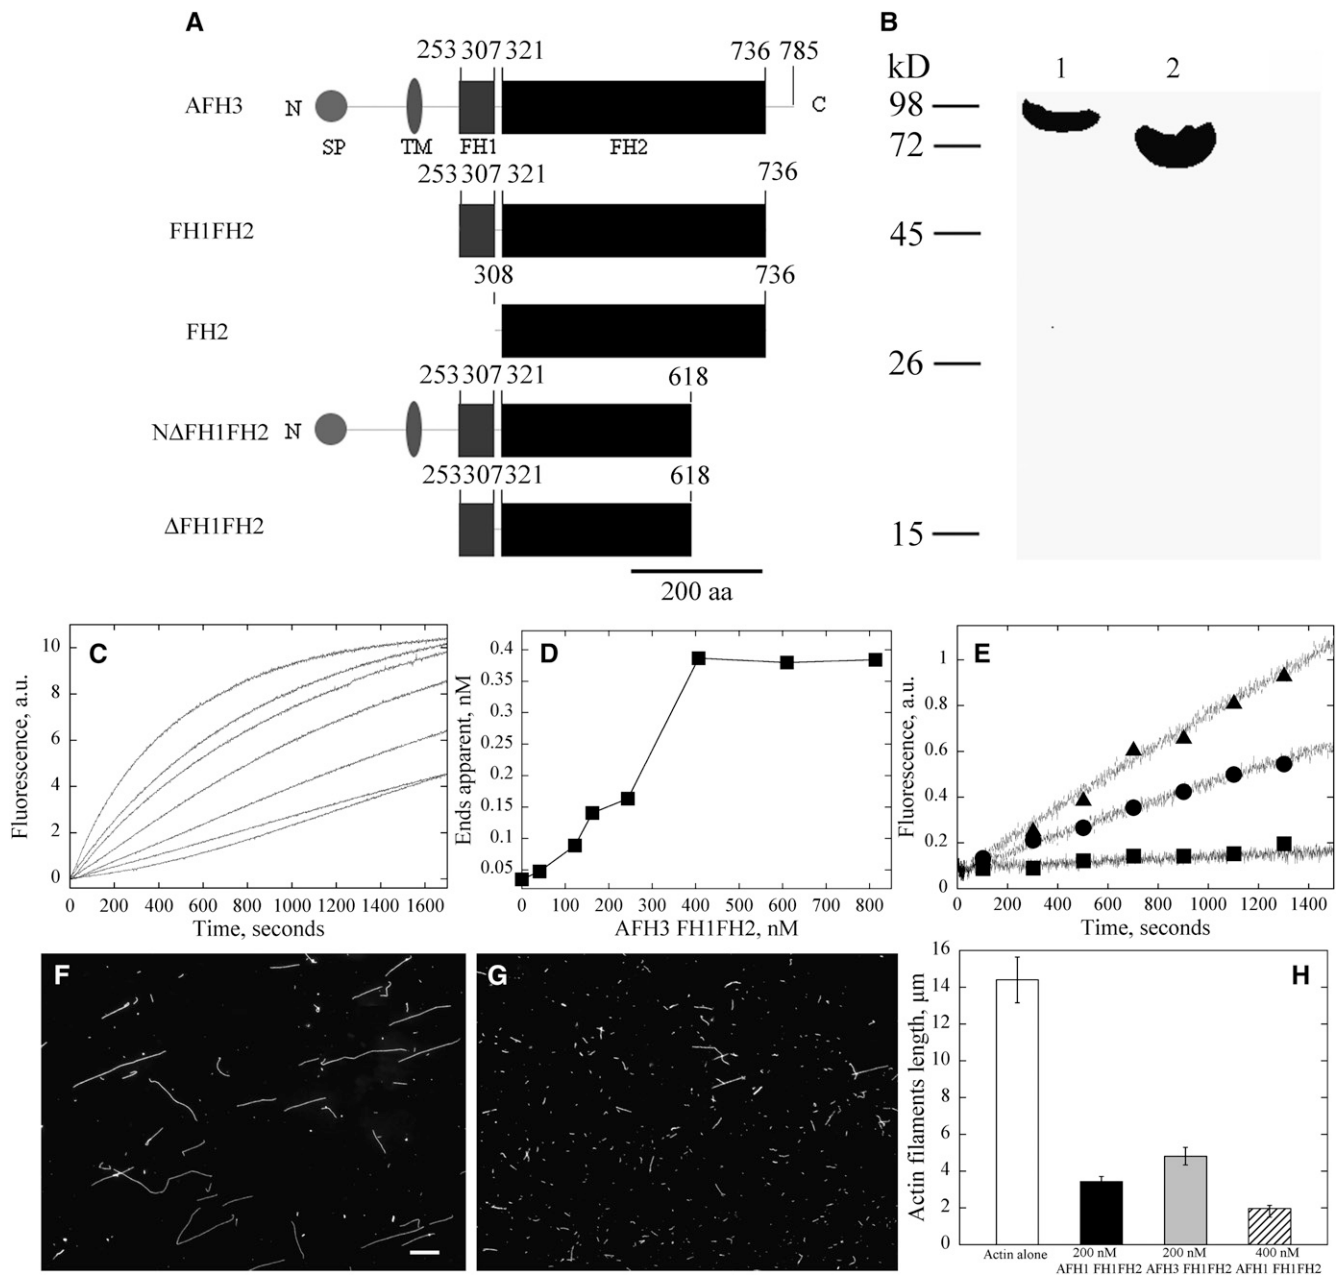 A
253 307 321 736 785
AFH3 N C
SP TM FH1 FH2
253 307 321 736
FH1FH2
308 736
FH2
253 307 321 618
NΔFH1FH2 N
253 307 321 618
ΔFH1FH2
200 aa
B
kD 1 2
98
72
45
26
15
C
10
8
6
4
2
0
0 200 400 600 800 1000 1200 1400 1600
Fluorescence, a.u.
Time, seconds
D
0.4
0.35
0.3
0.25
0.2
0.15
0.1
0.05
0 100 200 300 400 500 600 700 800
Ends apparent, nM
AFH3 FH1FH2, nM
E
1
0.8
0.6
0.4
0.2
0
0 200 400 600 800 1000 1200 1400
Fluorescence, a.u.
Time, seconds
F
G
H
16
14
12
10
8
6
4
2
0
Actin filaments length, μm
Actin alone 200 nM 200 nM 400 nM
AFH1 FH1FH2 AFH3 FH1FH2 AFH1 FH1FH2